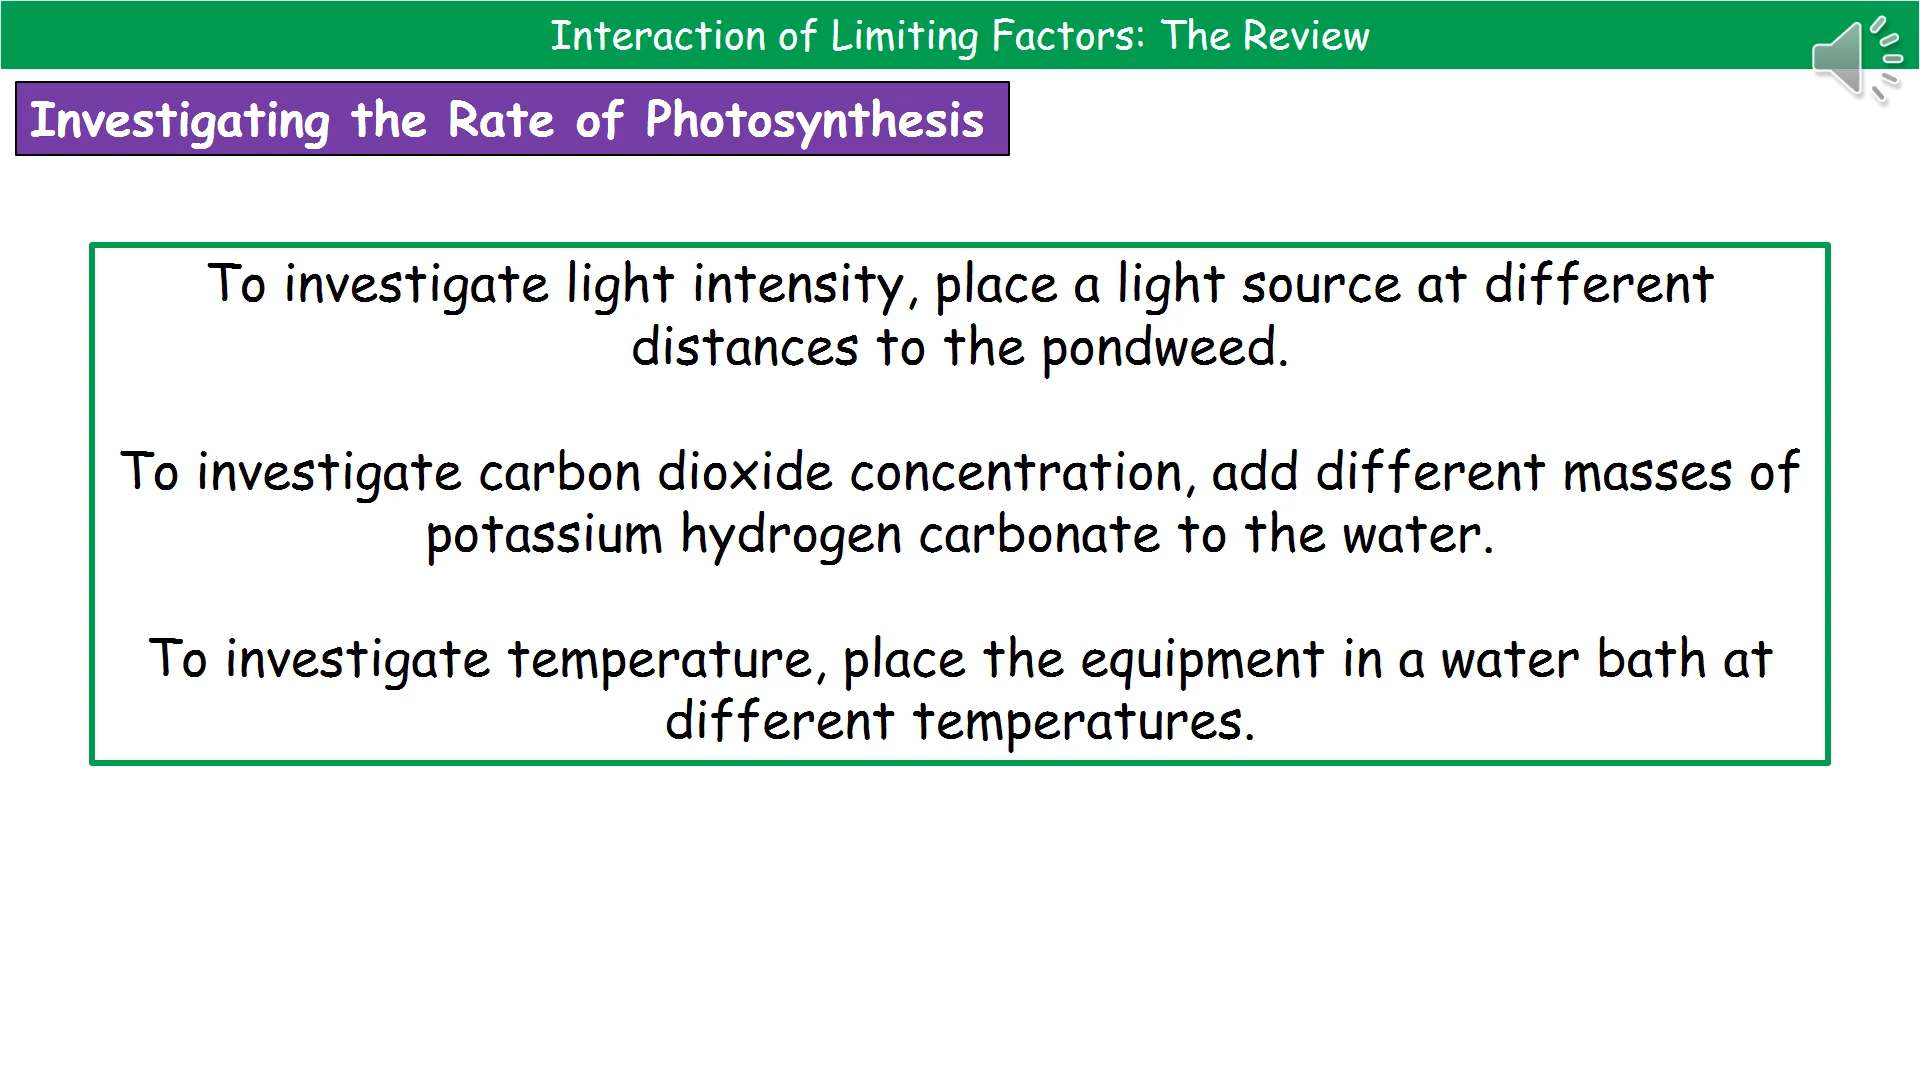 Interaction of Limiting Factors: The Review
Investigating the Rate of Photosynthesis
To investigate light intensity, place a light source at different
distances to the pondweed.
To investigate carbon dioxide concentration, add different masses of
potassium hydrogen carbonate to the water.
To investigate temperature, place the equipment in a water bath at
different temperatures.